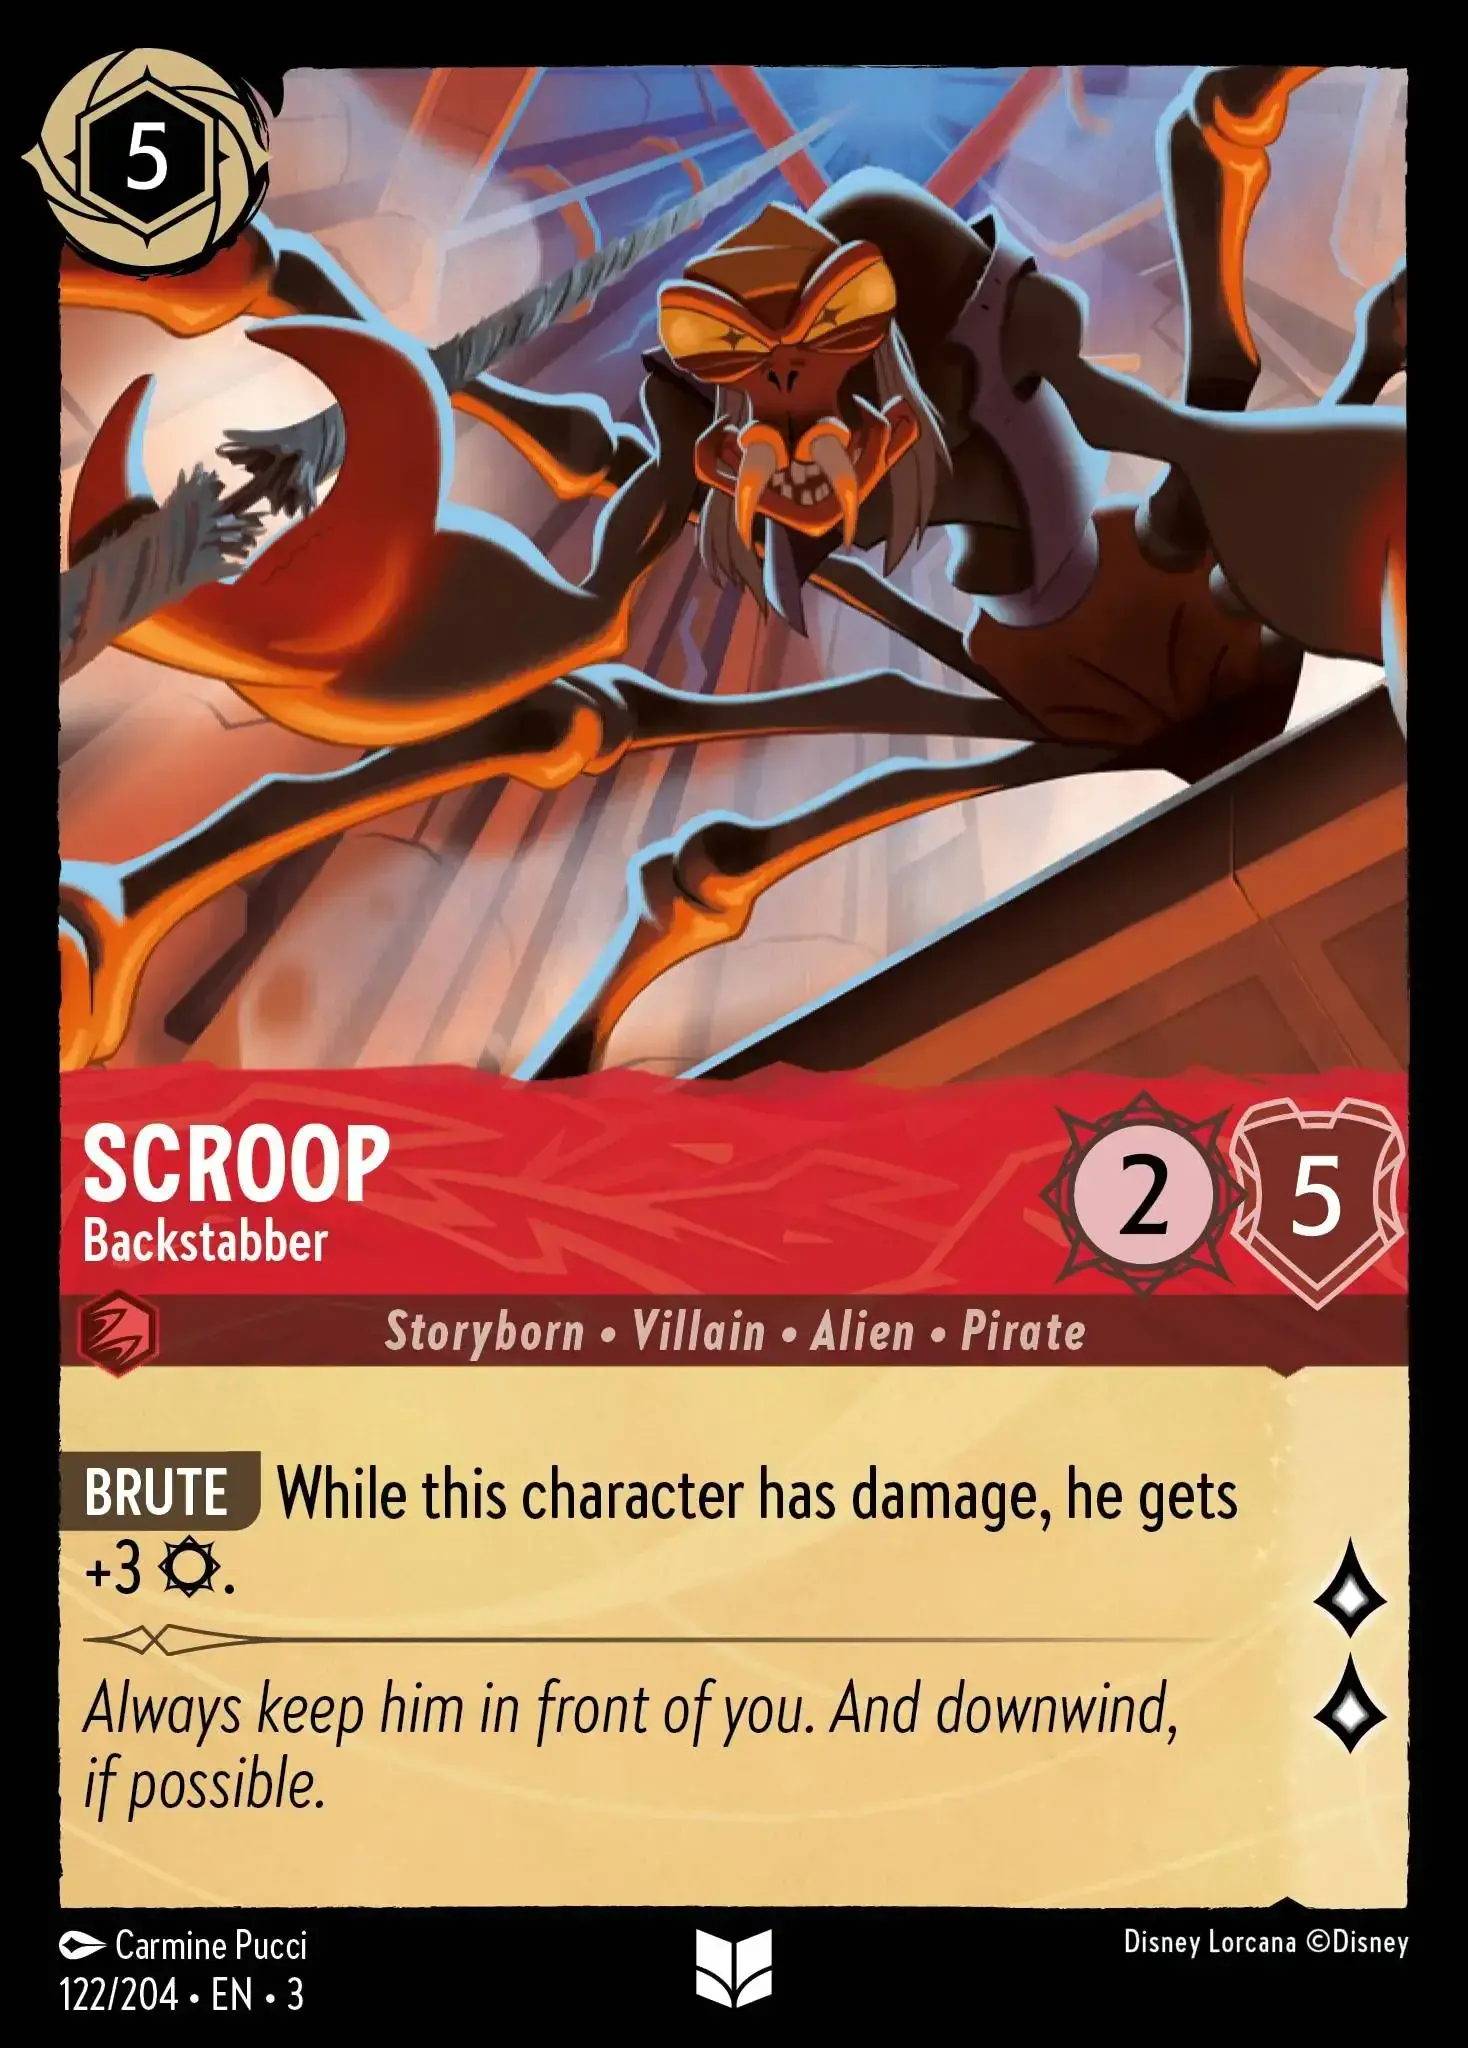 5
SCROOP
Backstabber
2
5
Storyborn • Villain • Alien • Pirate
BRUTE While this character has damage, he gets
+3 .
Always keep him in front of you. And downwind,
if possible.
Carmine Pucci
122/204 • EN • 3
Disney Lorcana ©Disney